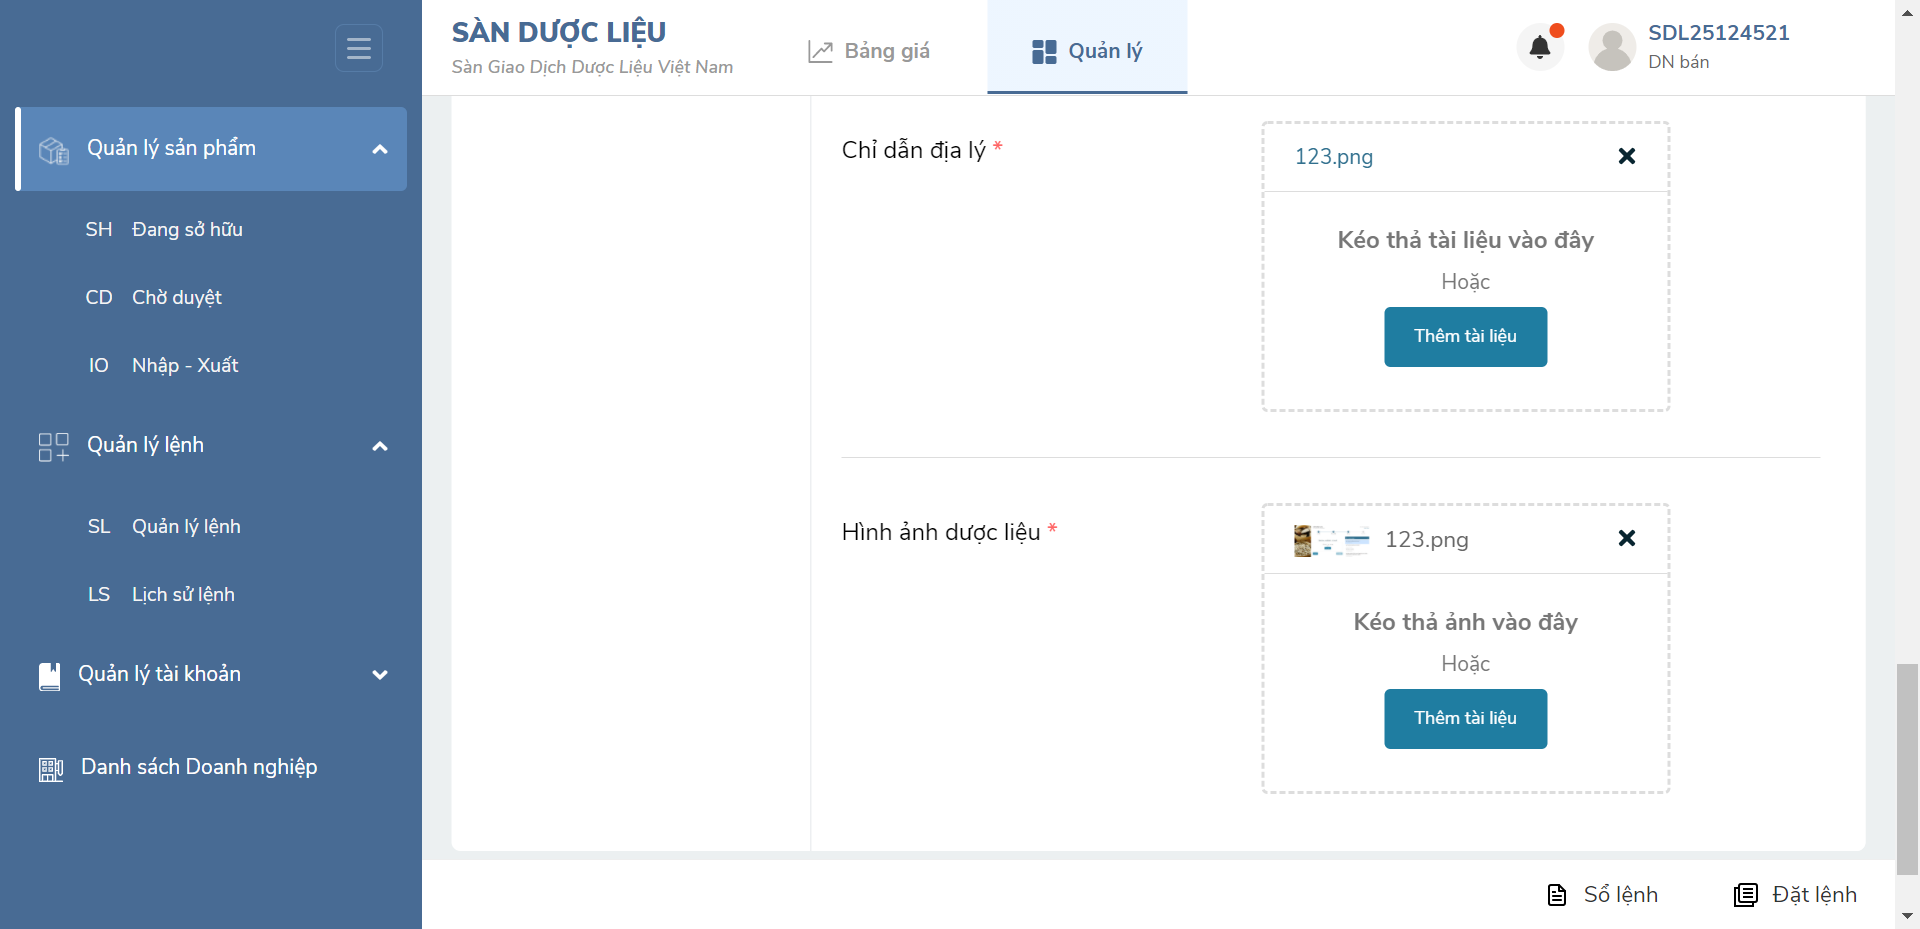 SÀN DƯỢC LIỆU
Sàn Giao Dịch Dược Liệu Việt Nam
Bảng giá
Quản lý
SDL25124521
DN bán
Quản lý sản phẩm
SH Đang sở hữu
CD Chờ duyệt
IO Nhập - Xuất
Quản lý lệnh
SL Quản lý lệnh
LS Lịch sử lệnh
Quản lý tài khoản
Danh sách Doanh nghiệp
Chỉ dẫn địa lý *
123.png
Kéo thả tài liệu vào đây
Hoặc
Thêm tài liệu
Hình ảnh dược liệu *
123.png
Kéo thả ảnh vào đây
Hoặc
Thêm tài liệu
Sổ lệnh
Đặt lệnh